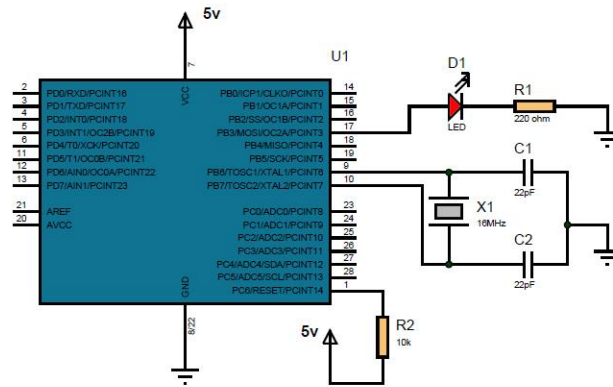 5v
U1
7
VCC
2 PD0/RXD/PCINT16 PB0/ICP1/CLKO/PCINT0 14
3 PD1/TXD/PCINT17 PB1/OC1A/PCINT1 15
4 PD2/INT0/PCINT18 PB2/SS/OC1B/PCINT2 16
5 PD3/INT1/OC2B/PCINT19 PB3/MOSI/OC2A/PCINT3 17
6 PD4/T0/XCK/PCINT20 PB4/MISO/PCINT4 18
11 PD5/T1/OC0B/PCINT21 PB5/SCK/PCINT5 19
12 PD6/AIN0/OC0A/PCINT22 PB6/TOSC1/XTAL1/PCINT6 9
13 PD7/AIN1/PCINT23 PB7/TOSC2/XTAL2/PCINT7 10
21 AREF PC0/ADC0/PCINT8 23
20 AVCC PC1/ADC1/PCINT9 24
PC2/ADC2/PCINT10 25
PC3/ADC3/PCINT11 26
PC4/ADC4/SDA/PCINT12 27
PC5/ADC5/SCL/PCINT13 28
PC6/RESET/PCINT14 1
GND
8/22
D1
LED
R1
220 ohm
C1
22pF
X1
16MHz
C2
22pF
5v
R2
10k